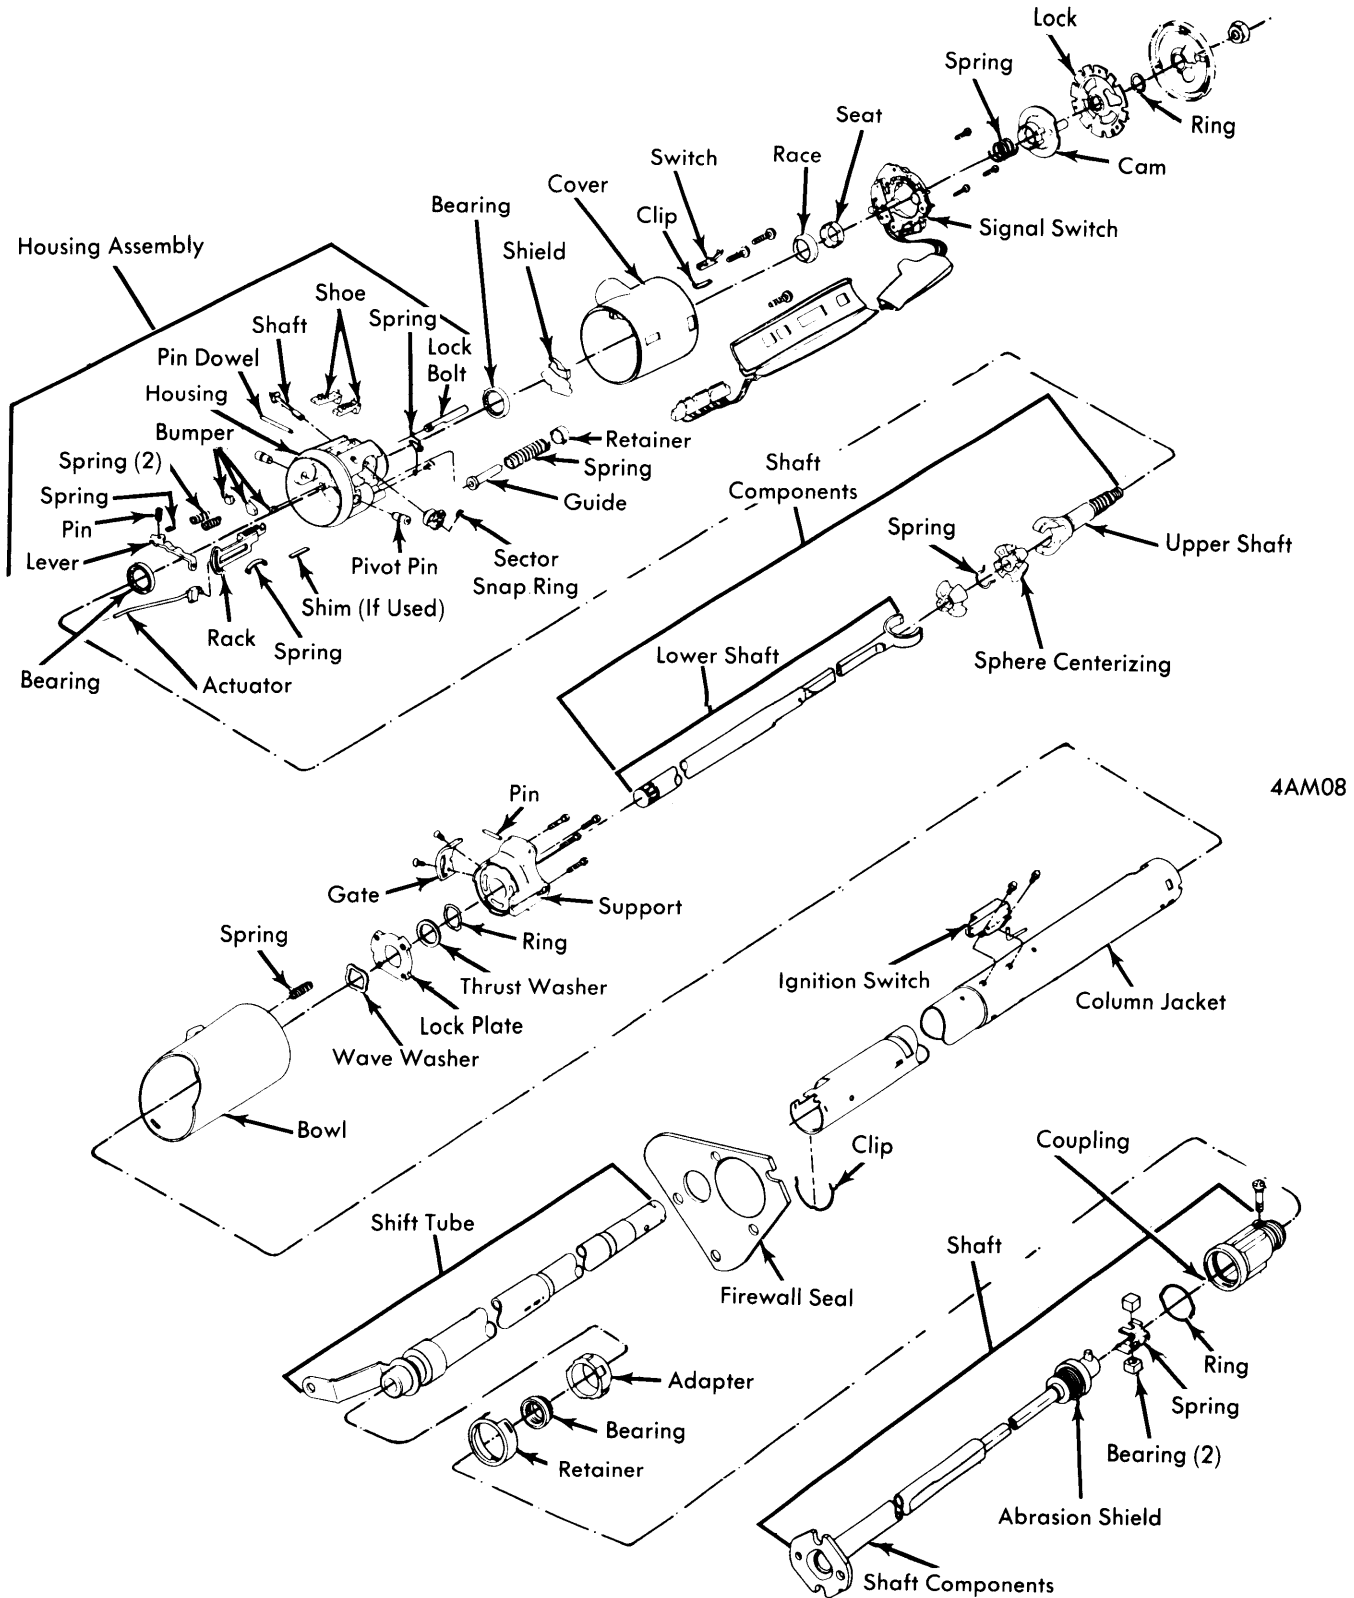 Lock
Spring
Ring
Seat
Cam
Switch
Race
Cover
Clip
Bearing
Signal Switch
Housing Assembly
Shield
Shoe
Shaft
Spring
Pin Dowel
Lock
Bolt
Housing
Bumper
Retainer
Spring (2)
Spring
Shaft
Components
Spring
Guide
Pin
Spring
Lever
Pivot Pin
Sector
Snap Ring
Upper Shaft
Shim (If Used)
Rack
Spring
Lower Shaft
Sphere Centerizing
Bearing
Actuator
4AM08
Pin
Gate
Support
Spring
Ring
Ignition Switch
Thrust Washer
Column Jacket
Lock Plate
Wave Washer
Bowl
Clip
Coupling
Shift Tube
Shaft
Firewall Seal
Ring
Adapter
Spring
Bearing
Bearing (2)
Retainer
Abrasion Shield
Shaft Components